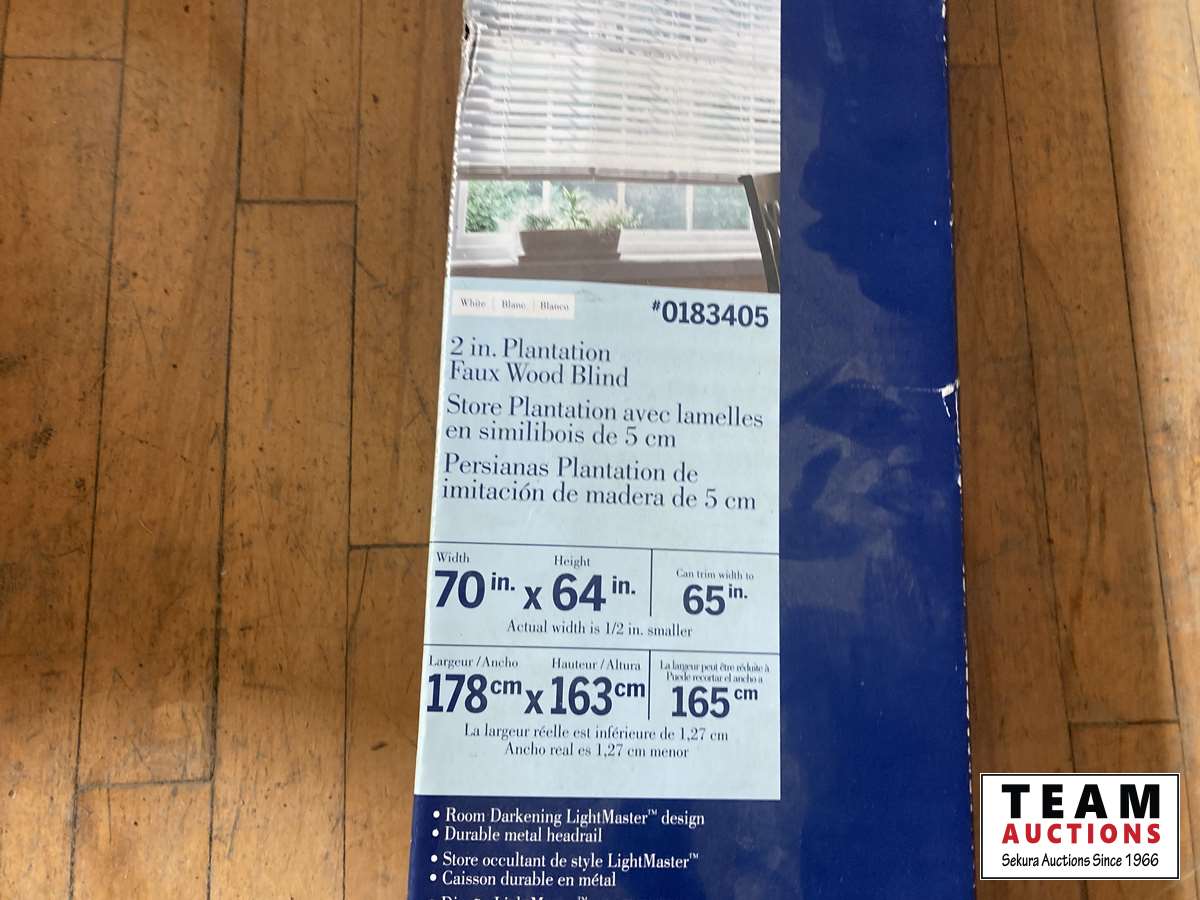 White | Blanc | Blanco
#0183405
2 in. Plantation
Faux Wood Blind
Store Plantation avec lamelles
en similibois de 5 cm
Persianas Plantation de
imitación de madera de 5 cm
Width Height
70 in. x 64 in.
Can trim width to
65 in.
Actual width is 1/2 in. smaller
Largeur/Ancho Hauteur/Altura
178 cm x 163 cm
La largeur peut être réduite à
Puede recortar el ancho a
165 cm
La largeur réelle est inférieure de 1,27 cm
Ancho real es 1,27 cm menor
• Room Darkening LightMaster™ design
• Durable metal headrail
• Store occultant de style LightMaster™
• Caisson durable en métal
TEAM
AUCTIONS
Sekura Auctions Since 1966